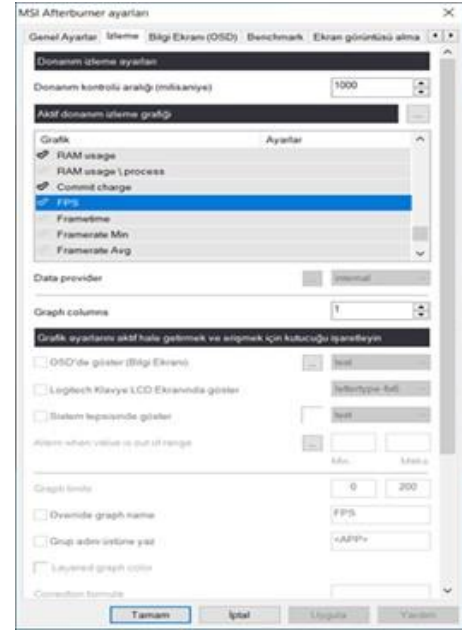 MSI Afterburner ayarları
Genel Ayarlar İzleme Bilgi Ekranı (OSD) Benchmark Ekran görüntüsü alma
Donanım izleme ayarları
Donanım kontrolü aralığı (milisaniye) 1000
Aktif donanım izleme grafiği ...
Grafik Ayarlar
RAM usage
RAM usage \ process
Commit charge
FPS
Frametime
Framerate Min
Framerate Avg
Data provider ... internal
Graph columns 1
Grafik ayarlarını aktif hale getirmek ve erişmek için kutucuğu işaretleyin
OSD'de göster (Bilgi Ekranı) ... text
Logitech Klavye LCD Ekranında göster
Sistem tepsisinde göster text
Alarm when value is out of range ...
Min. Maks.
Graph limits 0 200
Override graph name FPS
Grup adını üstüne yaz <APP>
Layered graph color
Correction formula
Tamam İptal Uygula Yardım